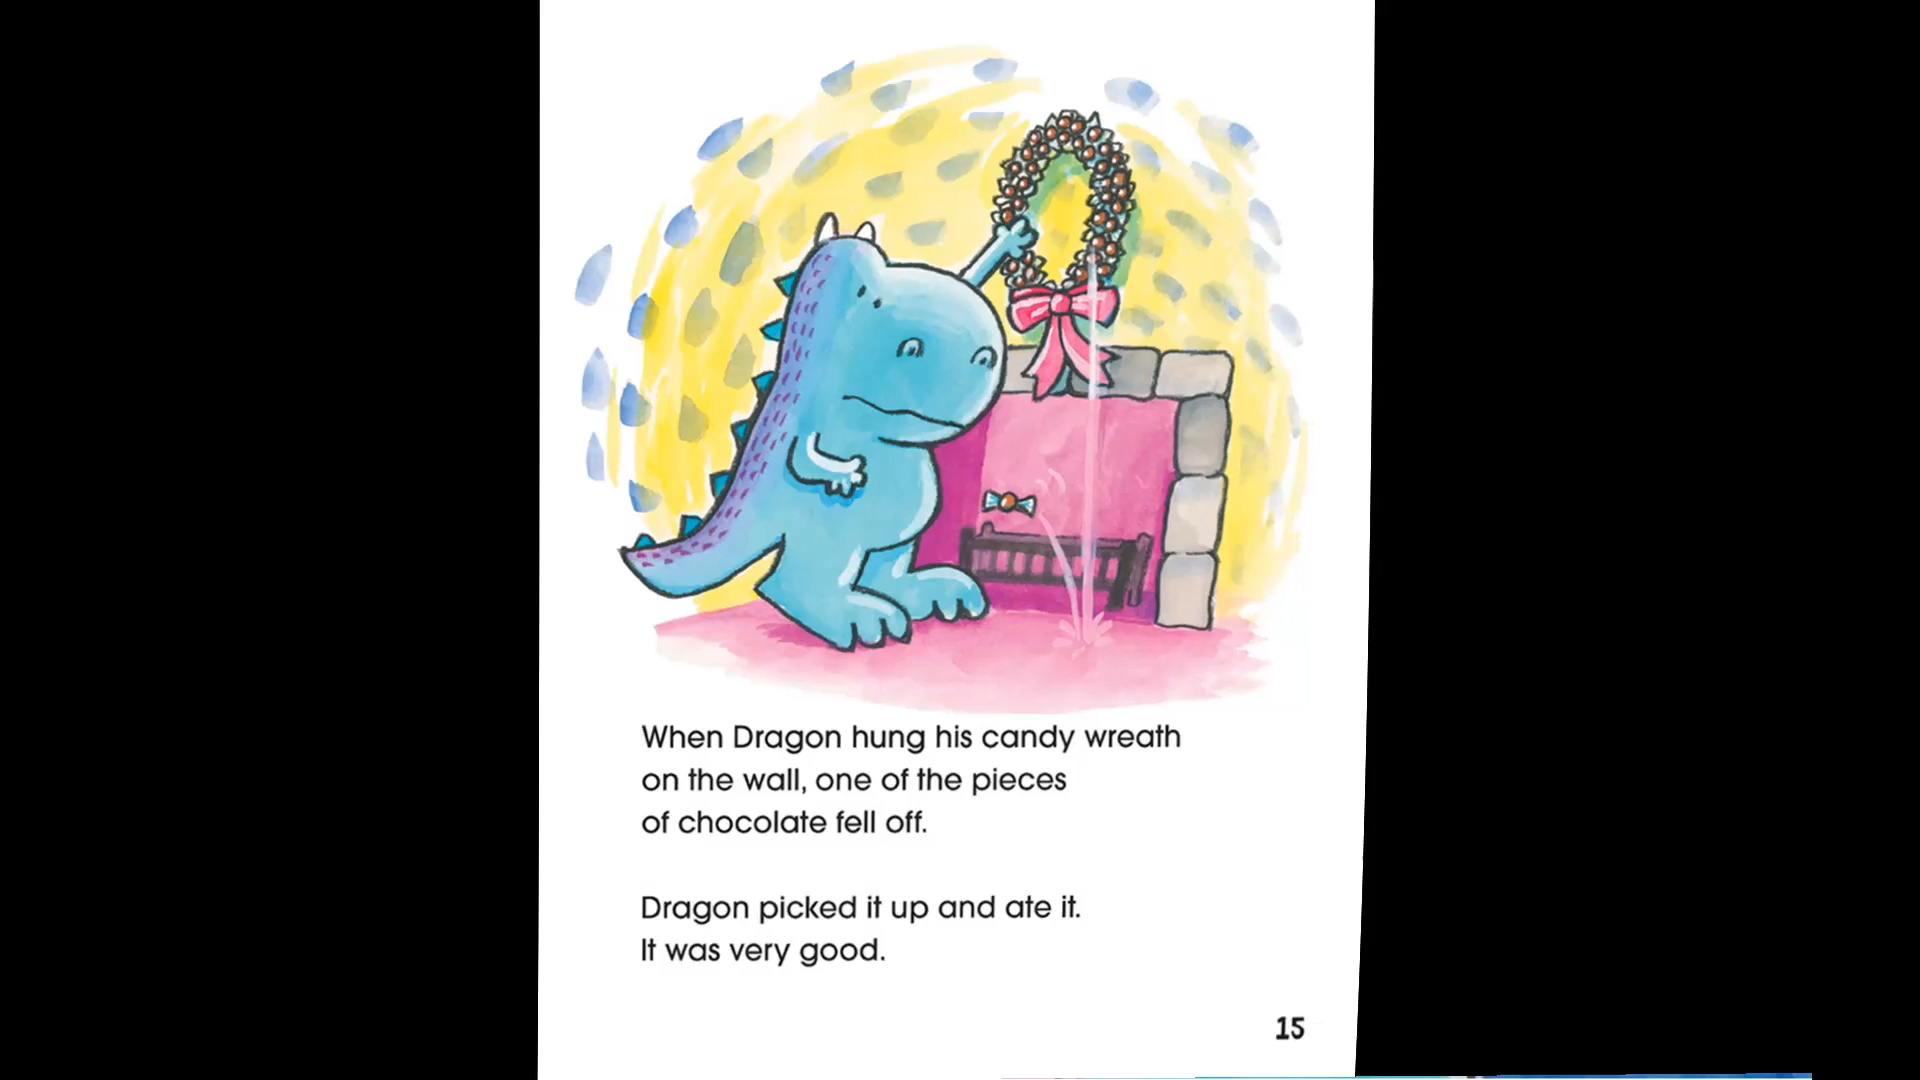 When Dragon hung his candy wreath
on the wall, one of the pieces
of chocolate fell off.
Dragon picked it up and ate it.
It was very good.
15